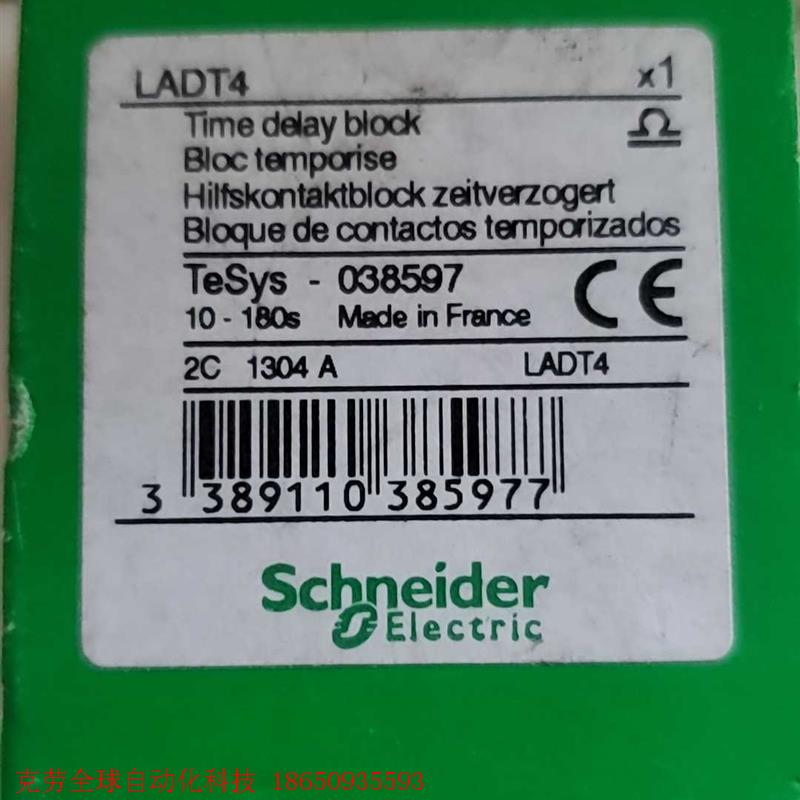 LADT4 x1
Time delay block
Bloc temporise
Hilfskontaktblock zeitverzogert
Bloque de contactos temporizados
TeSys - 038597
10 - 180s Made in France
CE
2C 1304 A LADT4
3 389110 385977
Schneider
Electric
克劳全球自动化科技 18650935593